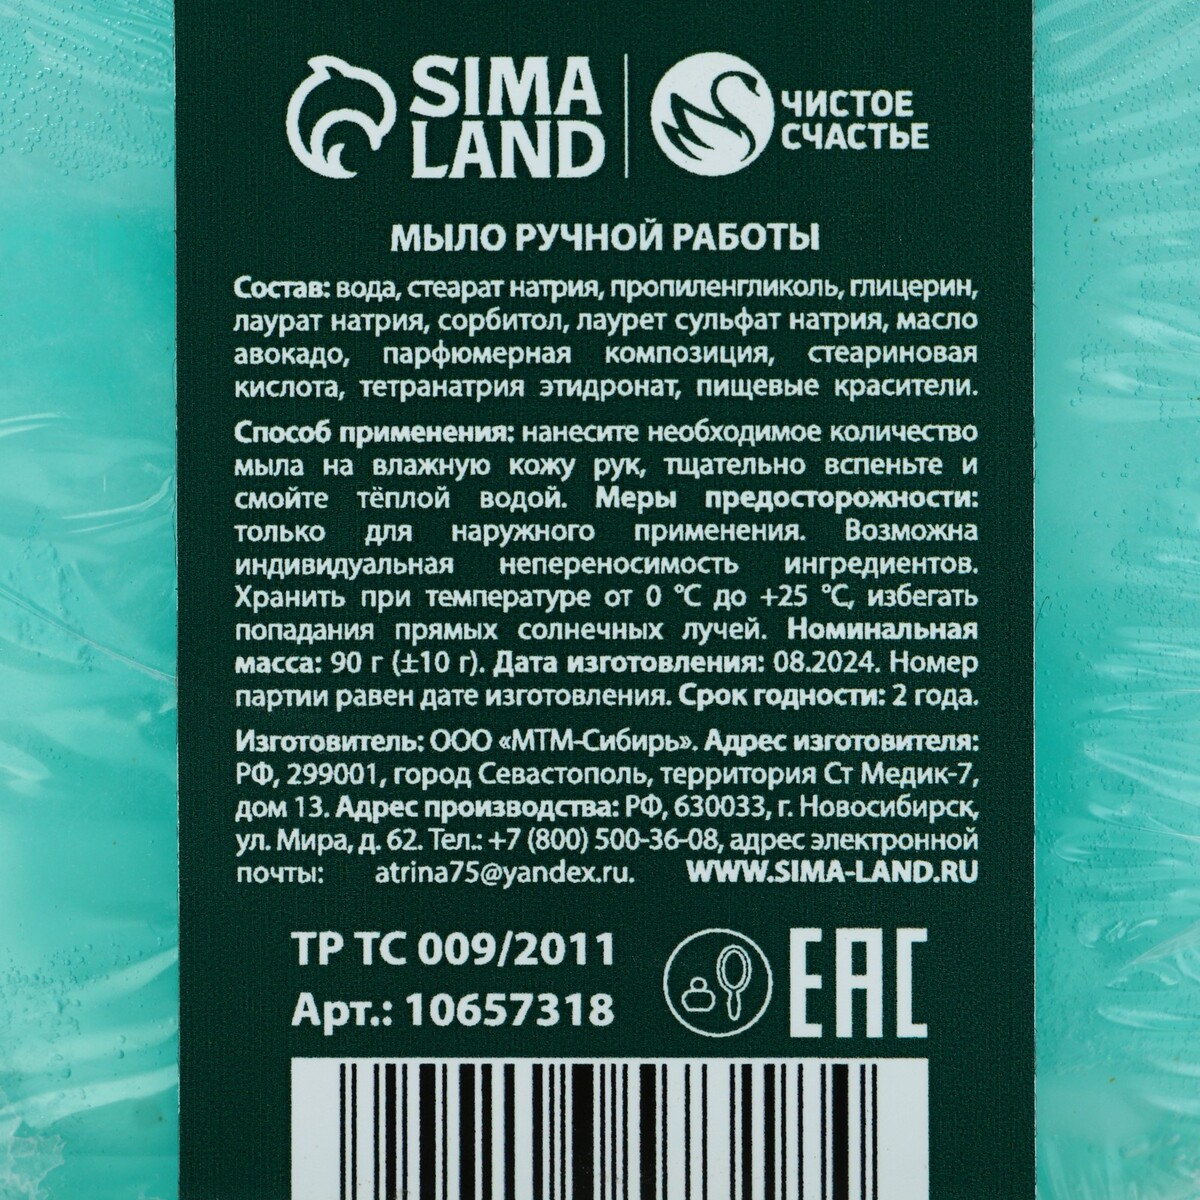 SIMA
LAND
ЧИСТОЕ
СЧАСТЬЕ
МЫЛО РУЧНОЙ РАБОТЫ
Состав: вода, стеарат натрия, пропиленгликоль, глицерин,
лаурат натрия, сорбитол, лаурет сульфат натрия, масло
авокадо, парфюмерная композиция, стеариновая
кислота, тетранатрия этидронат, пищевые красители.
Способ применения: нанесите необходимое количество
мыла на влажную кожу рук, тщательно вспеньте и
смойте тёплой водой. Меры предосторожности:
только для наружного применения. Возможна
индивидуальная непереносимость ингредиентов.
Хранить при температуре от 0 °С до +25 °С, избегать
попадания прямых солнечных лучей. Номинальная
масса: 90 г (±10 г). Дата изготовления: 08.2024. Номер
партии равен дате изготовления. Срок годности: 2 года.
Изготовитель: ООО «МТМ-Сибирь». Адрес изготовителя:
РФ, 299001, город Севастополь, территория Ст Медик-7,
дом 13. Адрес производства: РФ, 630033, г. Новосибирск,
ул. Мира, д. 62. Тел.: +7 (800) 500-36-08, адрес электронной
почты: atrina75@yandex.ru. WWW.SIMA-LAND.RU
ТР ТС 009/2011
Арт.: 10657318
EAC